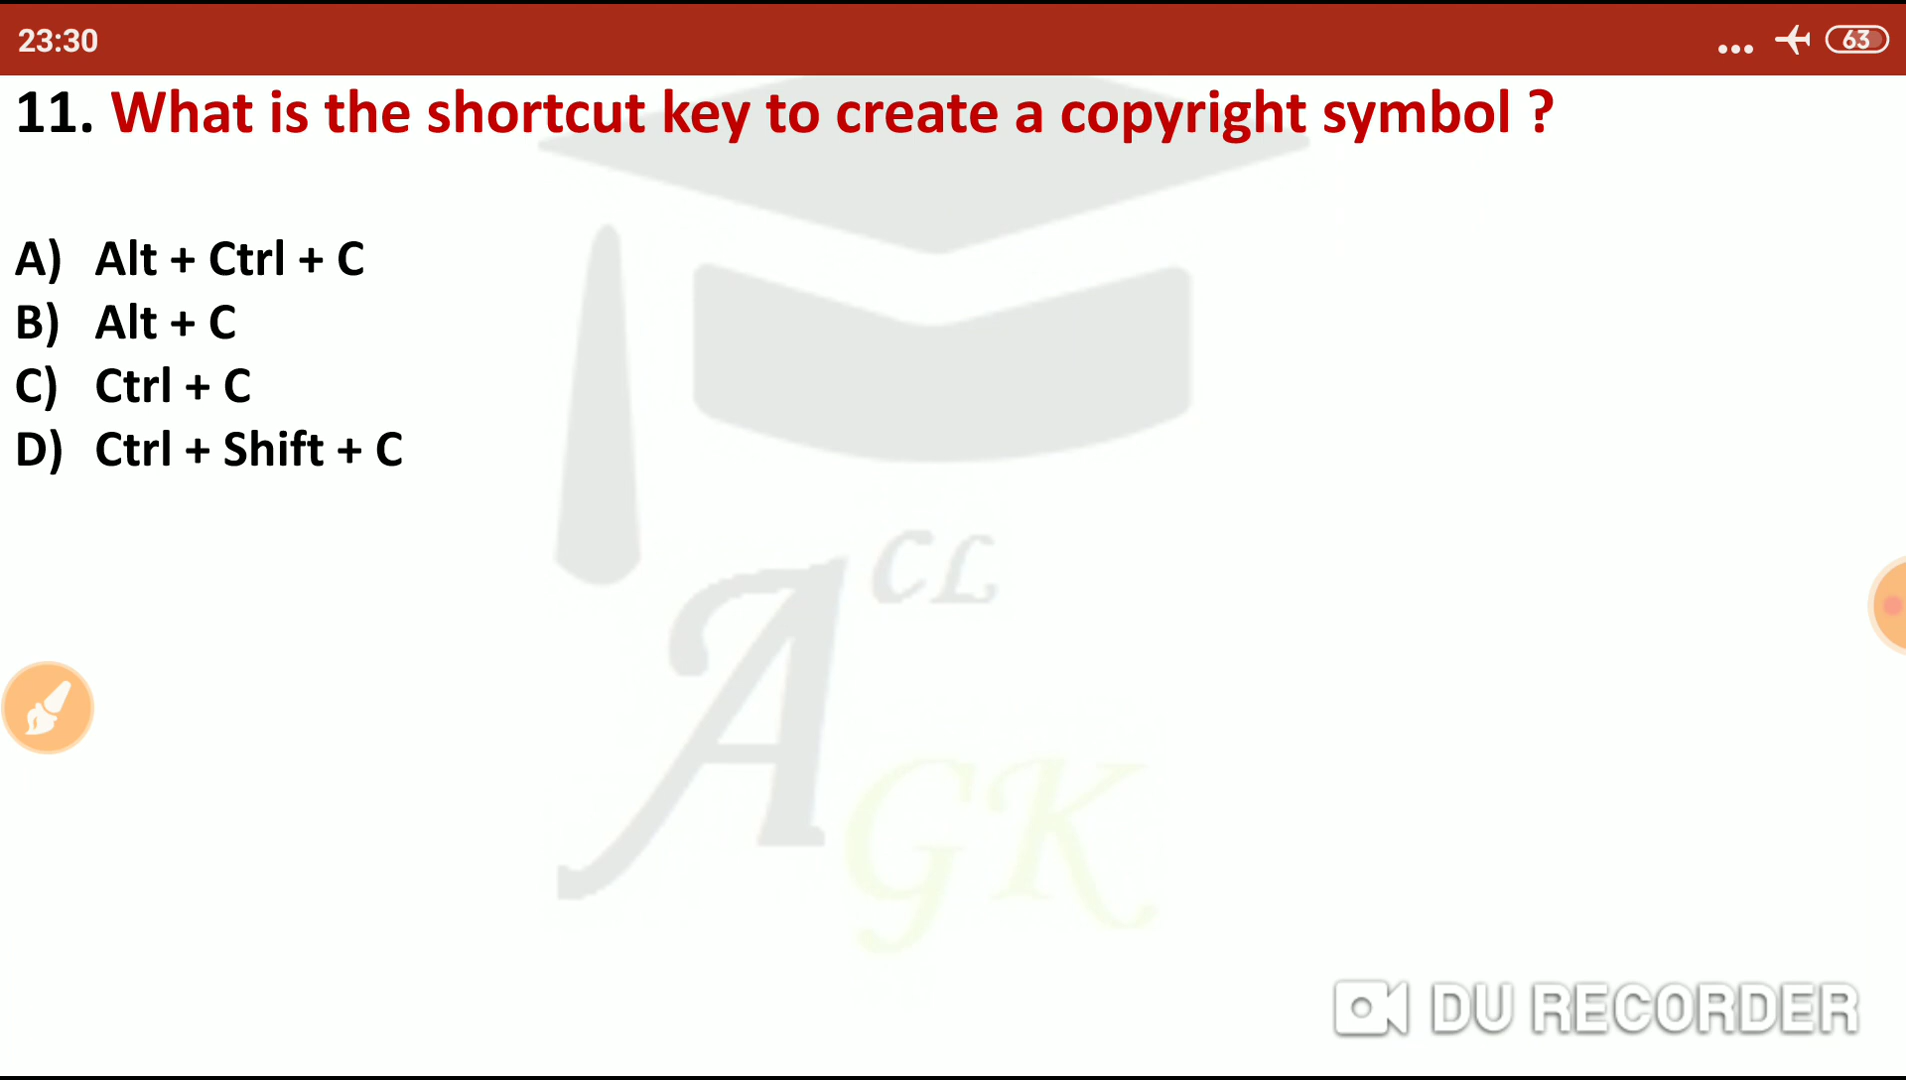 23:30
... 63
11. What is the shortcut key to create a copyright symbol ?
A) Alt + Ctrl + C
B) Alt + C
C) Ctrl + C
D) Ctrl + Shift + C
CL
A
GK
DU RECORDER